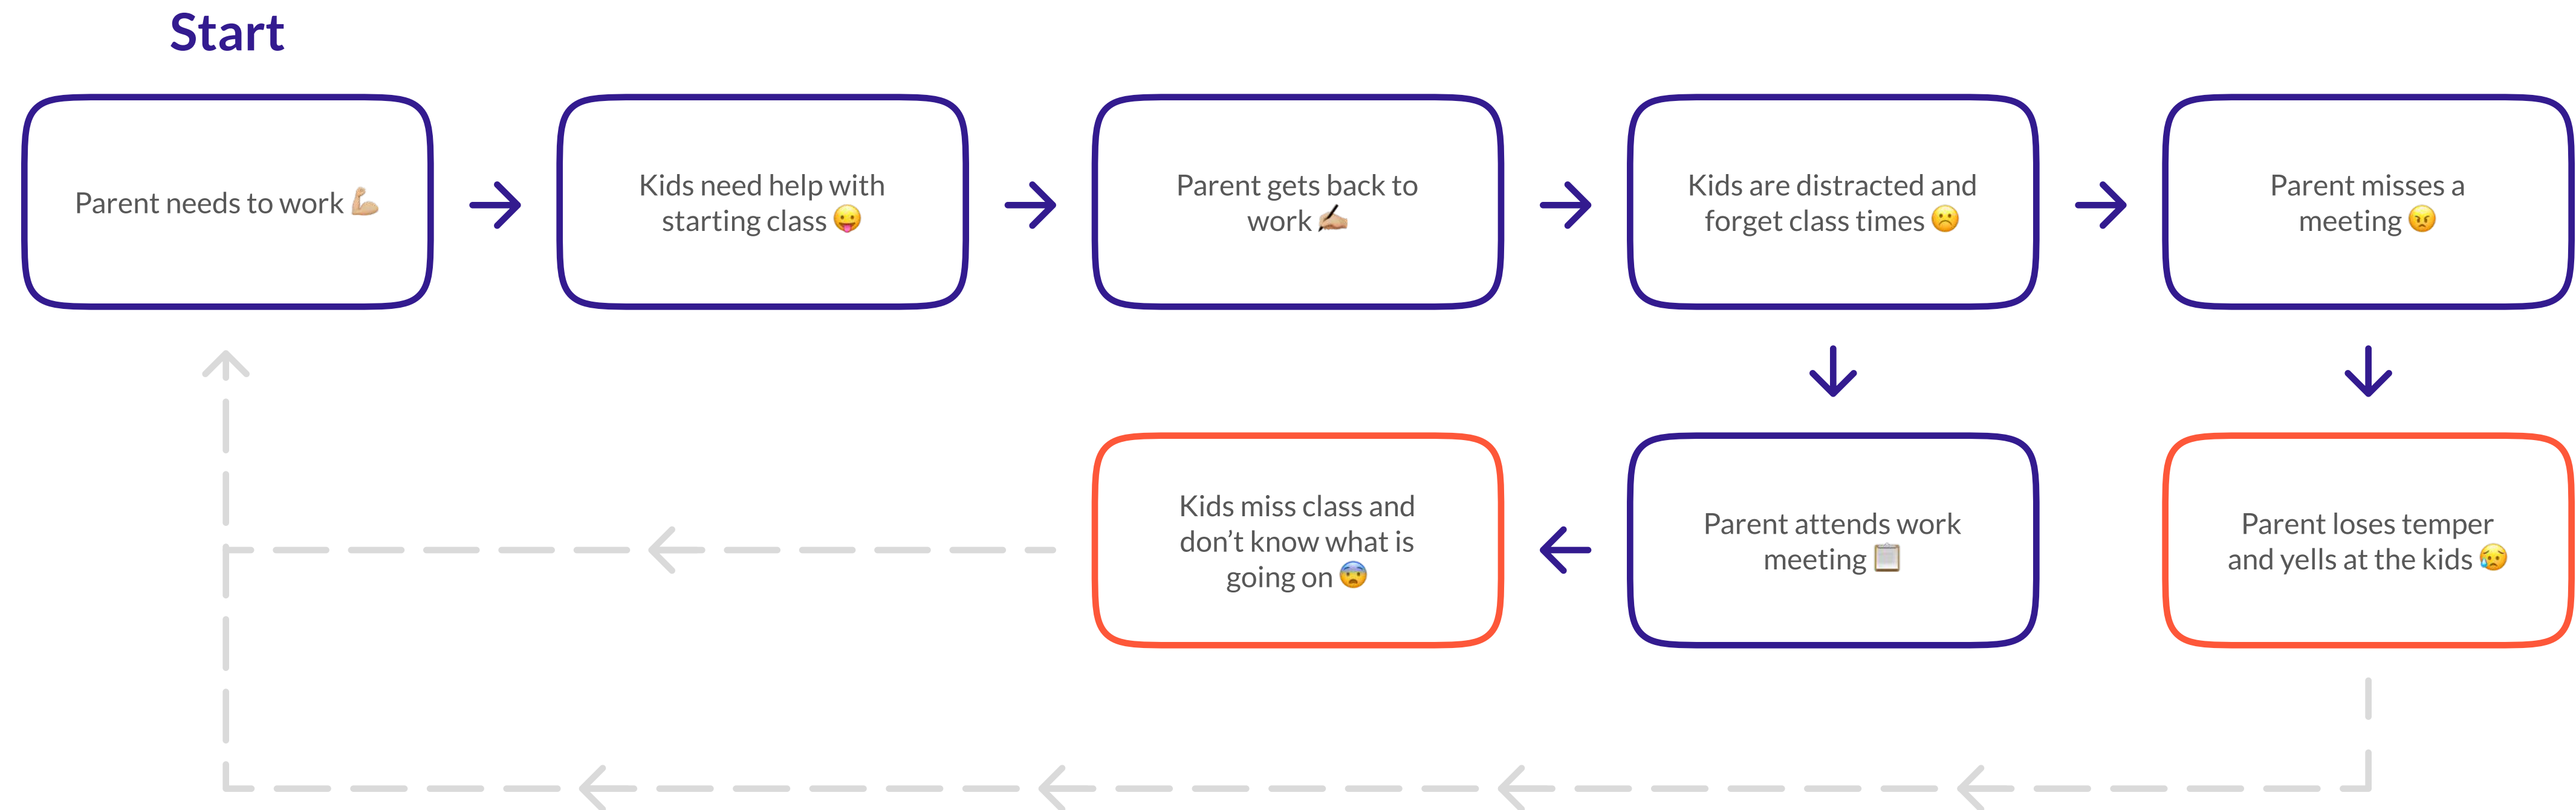 Start
Parent needs to work 💪🏼
Kids need help with
starting class 😛
Parent gets back to
work ✍🏼
Kids are distracted and
forget class times ☹️
Parent misses a
meeting 😠
Kids miss class and
don’t know what is
going on 😨
Parent attends work
meeting 📋
Parent loses temper
and yells at the kids 😥